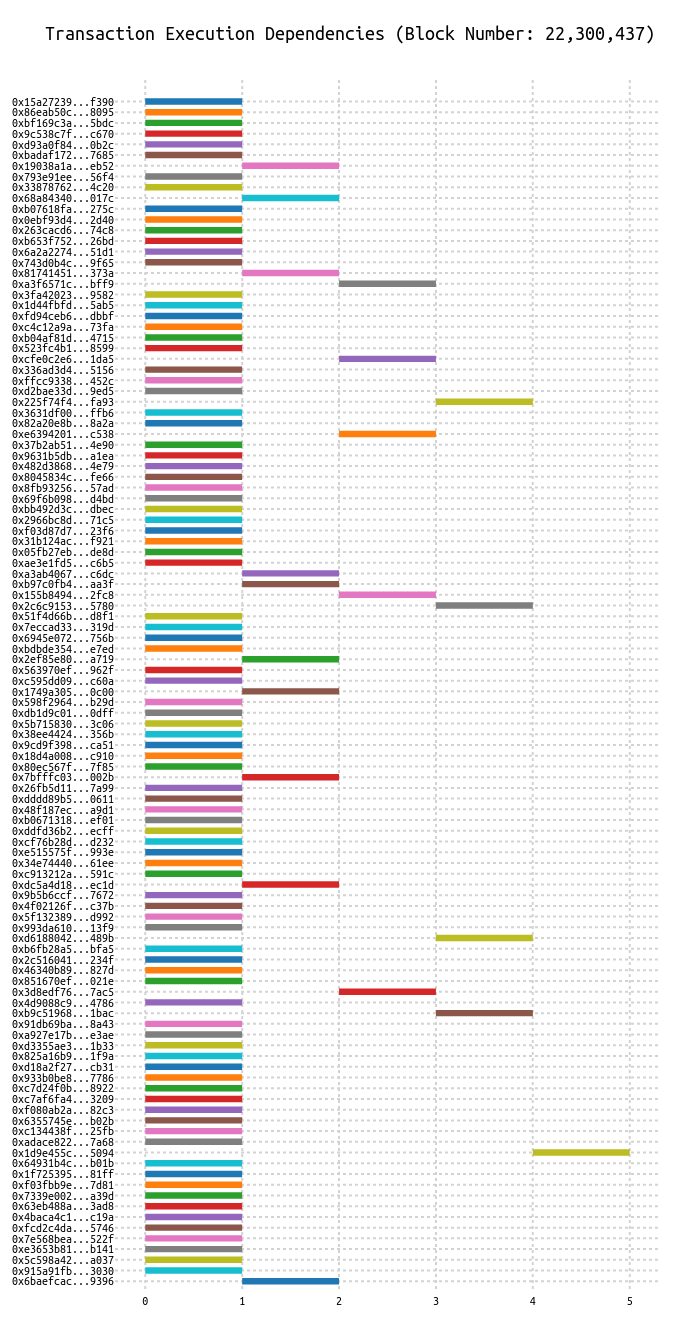 Transaction Execution Dependencies (Block Number: 22,300,437)
0x15a27239...f390
0x86eab50c...8095
0xbf169c3a...5bdc
0x9c538c7f...c670
0xd93a0f84...0b2c
0xbadaf172...7685
0x19038a1a...eb52
0x793e91ee...56f4
0x33878762...4c20
0x68a84340...017c
0xb07618fa...275c
0x0ebf93d4...2d40
0x263cacd6...74c8
0xb653f752...26bd
0x6a2a2274...51d1
0x743d0b4c...9f65
0x81741451...373a
0xa3f6571c...bff9
0x3fa42023...9582
0x1d44fbfd...5ab5
0xfd94ceb6...dbbf
0xc4c12a9a...73fa
0xb04af81d...4715
0x523fc4b1...8599
0xcfe0c2e6...1da5
0x336ad3d4...5156
0xffcc9338...452c
0xd2bae33d...9ed5
0x225f74f4...fa93
0x3631df00...ffb6
0x82a20e8b...8a2a
0xe6394201...c538
0x37b2ab51...4e90
0x9631b5db...a1ea
0x482d3868...4e79
0x8045834c...fe66
0x8fb93256...57ad
0x69f6b098...d4bd
0xbb492d3c...dbec
0x2966bc8d...71c5
0xf03d87d7...23f6
0x31b124ac...f921
0x05fb27eb...de8d
0xae3e1fd5...c6b5
0xa3ab4067...c6dc
0xb97c0fb4...aa3f
0x155b8494...2fc8
0x2c6c9153...5780
0x51f4d66b...d8f1
0x7eccad33...319d
0x6945e072...756b
0xbdbde354...e7ed
0x2ef85e80...a719
0x563970ef...962f
0xc595dd09...c60a
0x1749a305...0c00
0x598f2964...b29d
0xdb1d9c01...0dff
0x5b715830...3c06
0x38ee4424...356b
0x9cd9f398...ca51
0x18d4a008...c910
0x80ec567f...7f85
0x7bfffc03...002b
0x26fb5d11...7a99
0xdddd89b5...0611
0x48f187ec...a9d1
0xb0671318...ef01
0xddfd36b2...ecff
0xcf76b28d...d232
0xe515575f...993e
0x34e74440...61ee
0xc913212a...591c
0xdc5a4d18...ec1d
0x9b5b6ccf...7672
0x4f02126f...c37b
0x5f132389...d992
0x993da610...13f9
0xd6188042...489b
0xb6fb28a5...bfa5
0x2c516041...234f
0x46340b89...827d
0x851670ef...021e
0x3d8edf76...7ac5
0x4d9088c9...4786
0xb9c51968...1bac
0x91db69ba...8a43
0xa927e17b...e3ae
0xd3355ae3...1b33
0x825a16b9...1f9a
0xd18a2f27...cb31
0x933b0be8...7786
0xc7d24f0b...8922
0xc7af6fa4...3209
0xf080ab2a...82c3
0x6355745e...b02b
0xc134438f...25fb
0xadace822...7a68
0x1d9e455c...5094
0x64931b4c...b01b
0x1f725395...81ff
0xf03fbb9e...7d81
0x7339e002...a39d
0x63eb488a...3ad8
0x4baca4c1...c19a
0xfcd2c4da...5746
0x7e568bea...522f
0xe3653b81...b141
0x5c598a42...a037
0x915a91fb...3030
0x6baefcac...9396
0 1 2 3 4 5